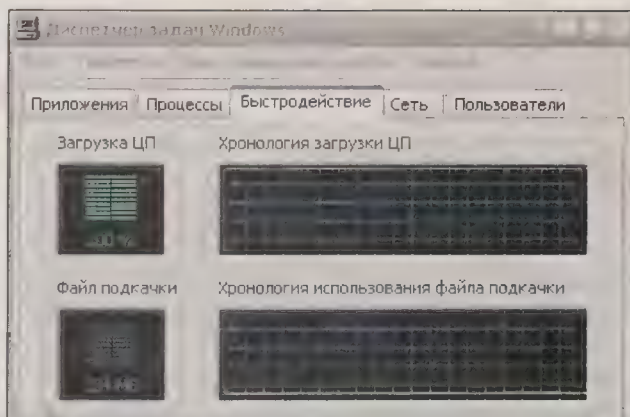 Диспетчер задач Windows
Приложения Процессы Быстродействие Сеть Пользователи
Загрузка ЦП Хронология загрузки ЦП
Файл подкачки Хронология использования файла подкачки